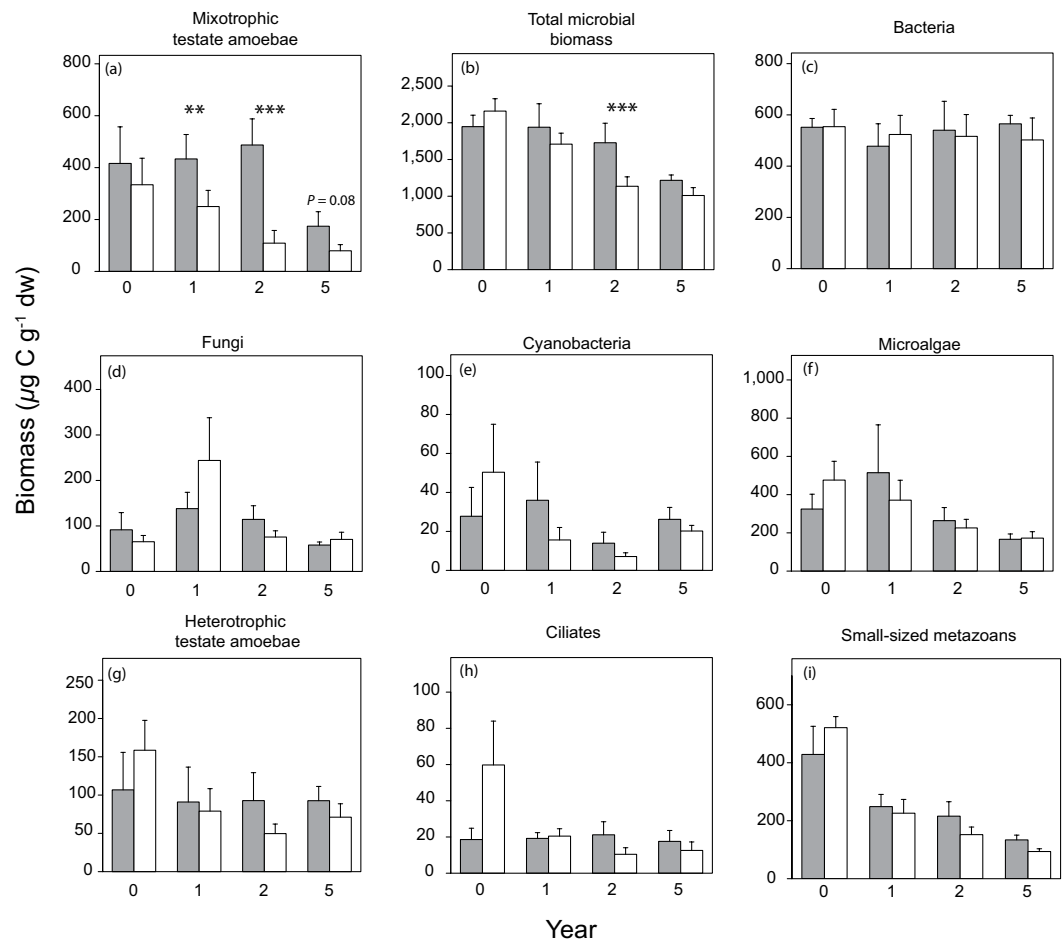 Mixotrophic
testate amoebae
(a)
800
600
400
200
0
**
***
P = 0.08
0 1 2 5
Total microbial
biomass
(b)
2,500
2,000
1,500
1,000
500
0
***
0 1 2 5
Bacteria
(c)
800
600
400
200
0
0 1 2 5
Biomass (µg C g⁻¹ dw)
Fungi
(d)
400
300
200
100
0
0 1 2 5
Cyanobacteria
(e)
100
80
60
40
20
0
0 1 2 5
Microalgae
(f)
1,000
800
600
400
200
0
0 1 2 5
Heterotrophic
testate amoebae
(g)
250
200
150
100
50
0
0 1 2 5
Ciliates
(h)
100
80
60
40
20
0
0 1 2 5
Small-sized metazoans
(i)
600
400
200
0
0 1 2 5
Year